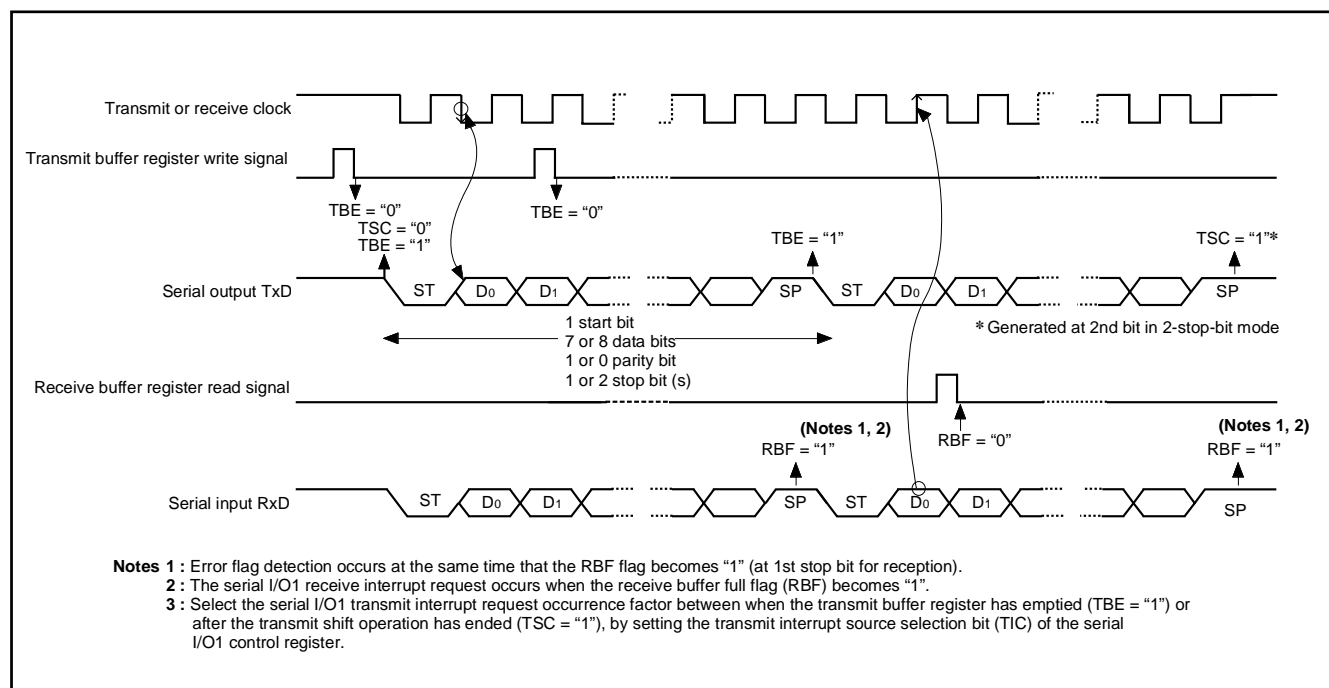 Transmit or receive clock
Transmit buffer register write signal
TBE = “0”
TSC = “0”
TBE = “1”
TBE = “0”
TBE = “1”
TSC = “1”*
Serial output TxD
ST
D0
D1
SP
ST
D0
D1
SP
* Generated at 2nd bit in 2-stop-bit mode
1 start bit
7 or 8 data bits
1 or 0 parity bit
1 or 2 stop bit (s)
Receive buffer register read signal
RBF = “0”
(Notes 1, 2)
RBF = “1”
(Notes 1, 2)
RBF = “1”
Serial input RxD
ST
D0
D1
SP
ST
D0
D1
SP
Notes 1 : Error flag detection occurs at the same time that the RBF flag becomes “1” (at 1st stop bit for reception).
2 : The serial I/O1 receive interrupt request occurs when the receive buffer full flag (RBF) becomes “1”.
3 : Select the serial I/O1 transmit interrupt request occurrence factor between when the transmit buffer register has emptied (TBE = “1”) or
after the transmit shift operation has ended (TSC = “1”), by setting the transmit interrupt source selection bit (TIC) of the serial
I/O1 control register.